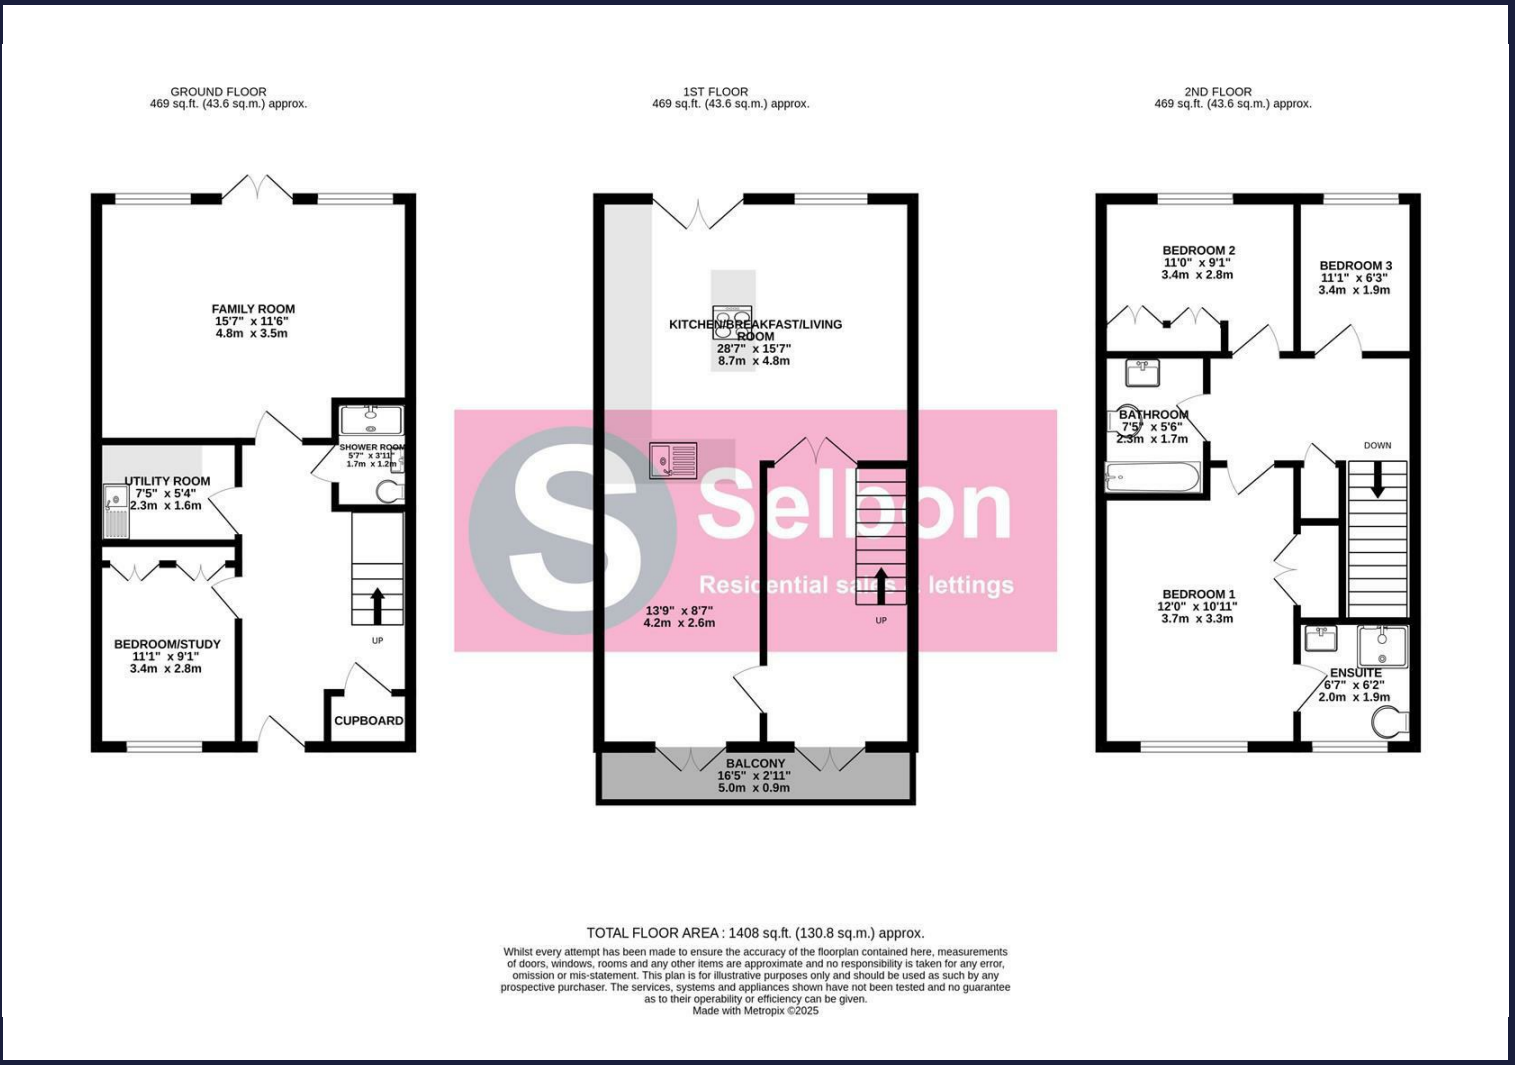 GROUND FLOOR
469 sq.ft. (43.6 sq.m.) approx.
1ST FLOOR
469 sq.ft. (43.6 sq.m.) approx.
2ND FLOOR
469 sq.ft. (43.6 sq.m.) approx.
FAMILY ROOM
15'7" x 11'6"
4.8m x 3.5m
SHOWER ROOM
5'7" x 3'11"
1.7m x 1.2m
UTILITY ROOM
7'5" x 5'4"
2.3m x 1.6m
BEDROOM/STUDY
11'1" x 9'1"
3.4m x 2.8m
UP
CUPBOARD
KITCHEN/BREAKFAST/LIVING
ROOM
28'7" x 15'7"
8.7m x 4.8m
S
Selbon
Residential sales & lettings
13'9" x 8'7"
4.2m x 2.6m
UP
BALCONY
16'5" x 2'11"
5.0m x 0.9m
BEDROOM 2
11'0" x 9'1"
3.4m x 2.8m
BEDROOM 3
11'1" x 6'3"
3.4m x 1.9m
BATHROOM
7'5" x 5'6"
2.3m x 1.7m
DOWN
BEDROOM 1
12'0" x 10'11"
3.7m x 3.3m
ENSUITE
6'7" x 6'2"
2.0m x 1.9m
TOTAL FLOOR AREA : 1408 sq.ft. (130.8 sq.m.) approx.
Whilst every attempt has been made to ensure the accuracy of the floorplan contained here, measurements
of doors, windows, rooms and any other items are approximate and no responsibility is taken for any error,
omission or mis-statement. This plan is for illustrative purposes only and should be used as such by any
prospective purchaser. The services, systems and appliances shown have not been tested and no guarantee
as to their operability or efficiency can be given.
Made with Metropix ©2025